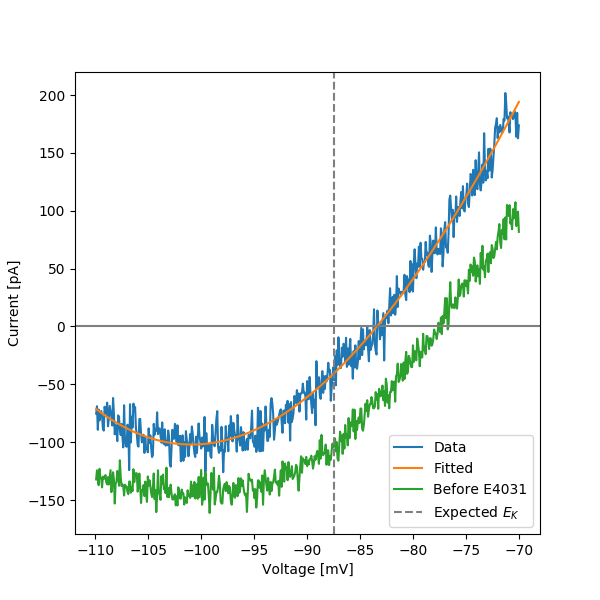 200
150
100
50
0
−50
−100
−150
Current [pA]
−110
−105
−100
−95
−90
−85
−80
−75
−70
Voltage [mV]
Data
Fitted
Before E4031
Expected E_K